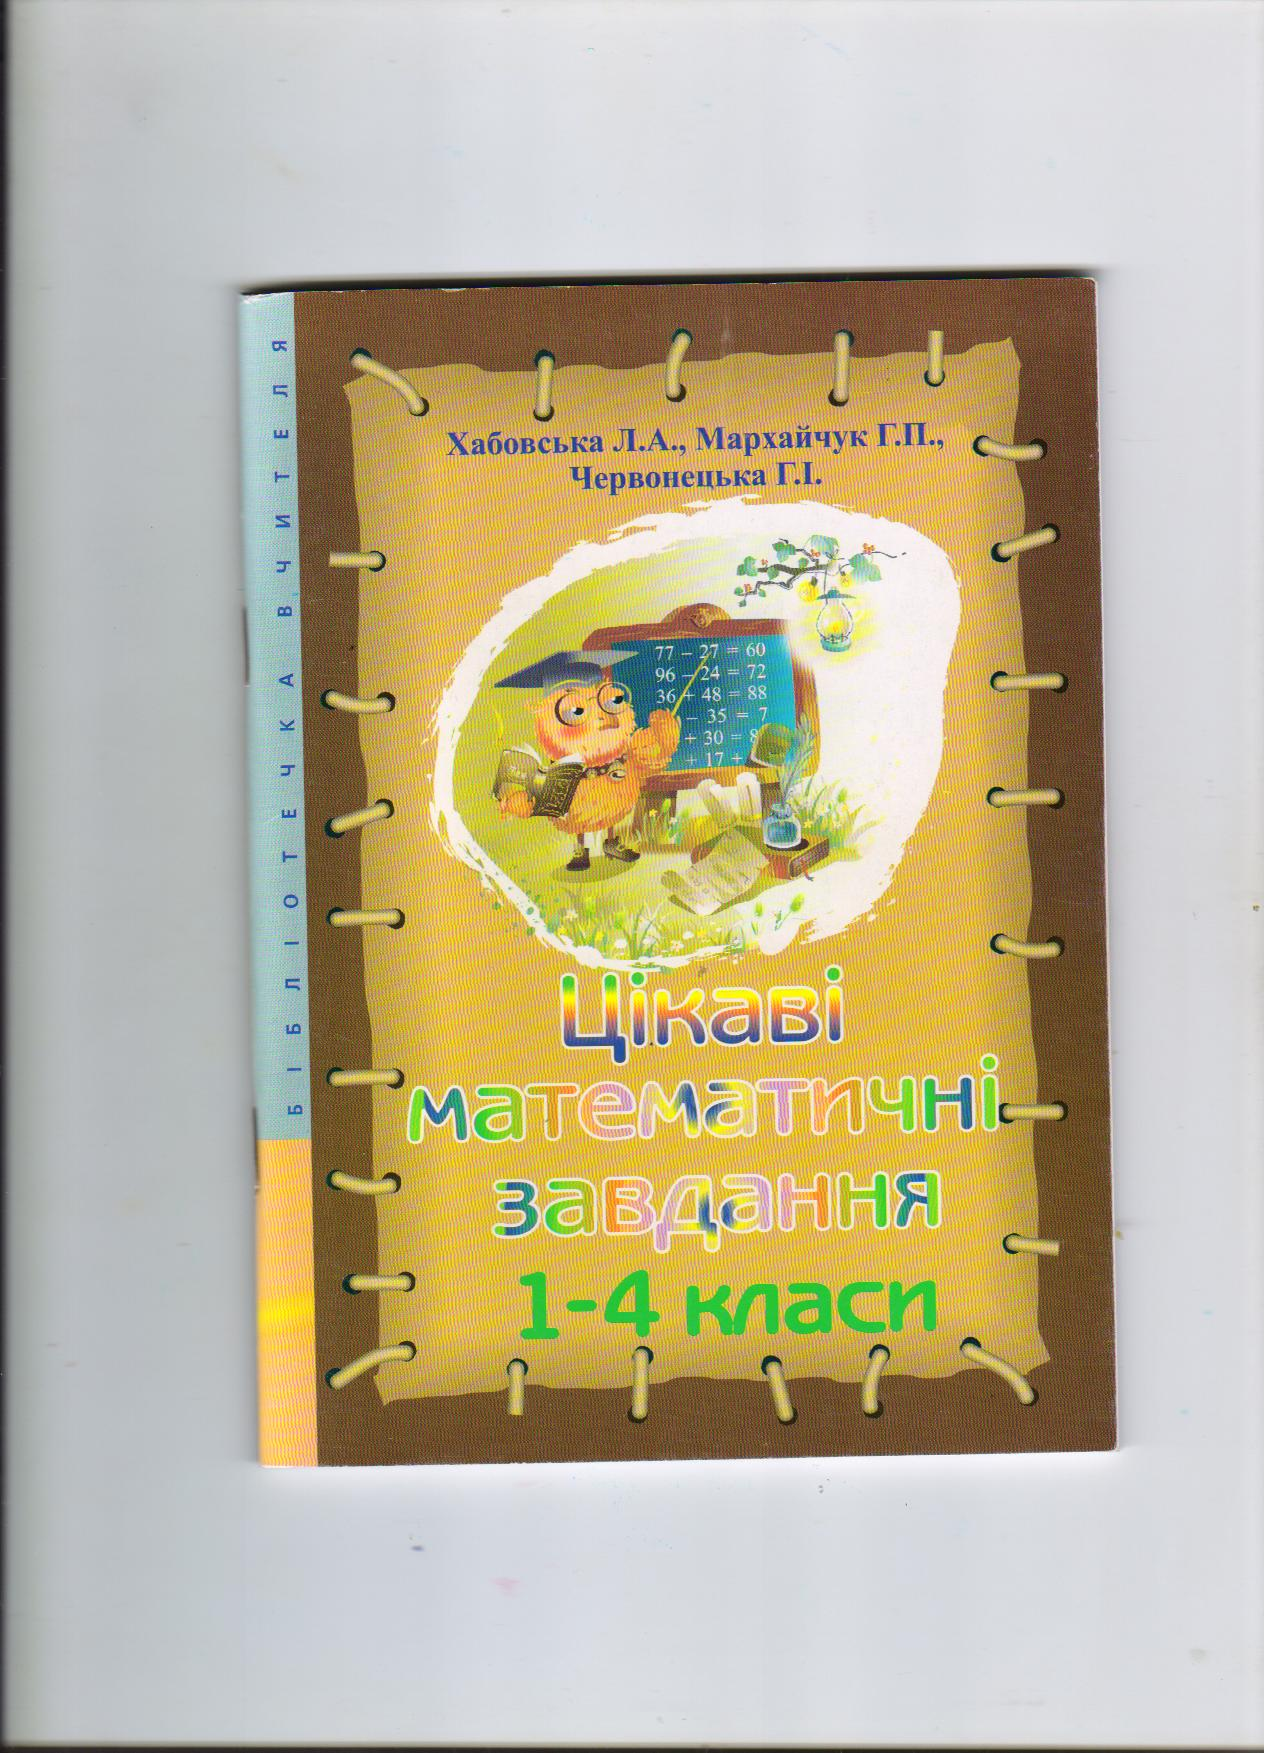 Хабовська Л.А., Мархайчук Г.П.,
Червонецька Г.І.
77 – 27 = 60
96 – 24 = 72
36 + 48 = 88
– 35 = 7
+ 30 = 8
+ 17 +
Цікаві
математичні
завдання
1-4 класи
БІБЛІОТЕЧКА ВЧИТЕЛЯ